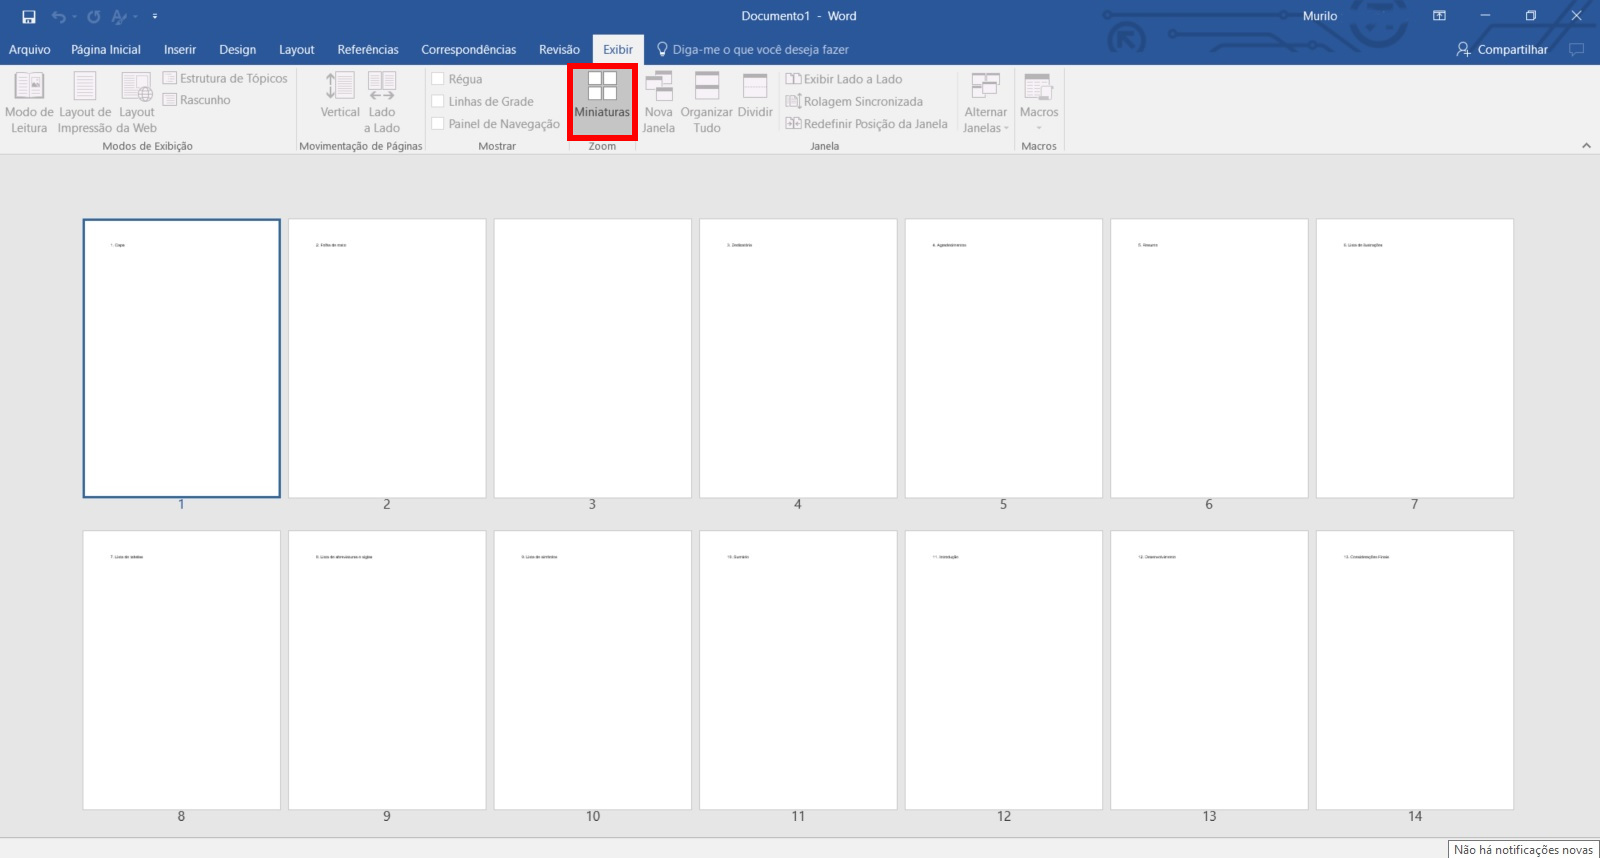 Documento1 - Word
Murilo
Arquivo Página Inicial Inserir Design Layout Referências Correspondências Revisão Exibir Diga-me o que você deseja fazer Compartilhar
Modo de Leitura
Layout de Impressão
Layout da Web
Estrutura de Tópicos
Rascunho
Modos de Exibição
Vertical
Lado a Lado
Movimentação de Páginas
Régua
Linhas de Grade
Painel de Navegação
Mostrar
Miniaturas
Zoom
Nova Janela
Organizar Tudo
Dividir
Exibir Lado a Lado
Rolagem Sincronizada
Redefinir Posição da Janela
Alternar Janelas
Janela
Macros
Macros
1. Capa
2. Folha de rosto
3. Dedicatória
4. Agradecimentos
5. Resumo
6. Lista de ilustrações
1 2 3 4 5 6 7
7. Lista de tabelas
8. Lista de abreviaturas e siglas
9. Lista de símbolos
10. Sumário
11. Introdução
12. Desenvolvimento
13. Considerações Finais
8 9 10 11 12 13 14
Não há notificações novas